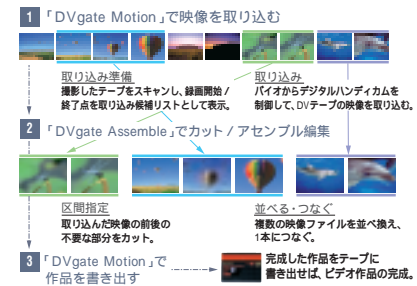 1 「DVgate Motion」で映像を取り込む
取り込み準備
撮影したテープをスキャンし、録画開始 /
終了点を取り込み候補リストとして表示。
取り込み
バイオからデジタルハンディカムを
制御して、DVテープの映像を取り込む。
2 「DVgate Assemble」でカット / アセンブル編集
区間指定
取り込んだ映像の前後の
不要な部分をカット。
並べる・つなぐ
複数の映像ファイルを並べ換え、
1本につなぐ。
3 「DVgate Motion」で
作品を書き出す
完成した作品をテープに
書き出せば、ビデオ作品の完成。